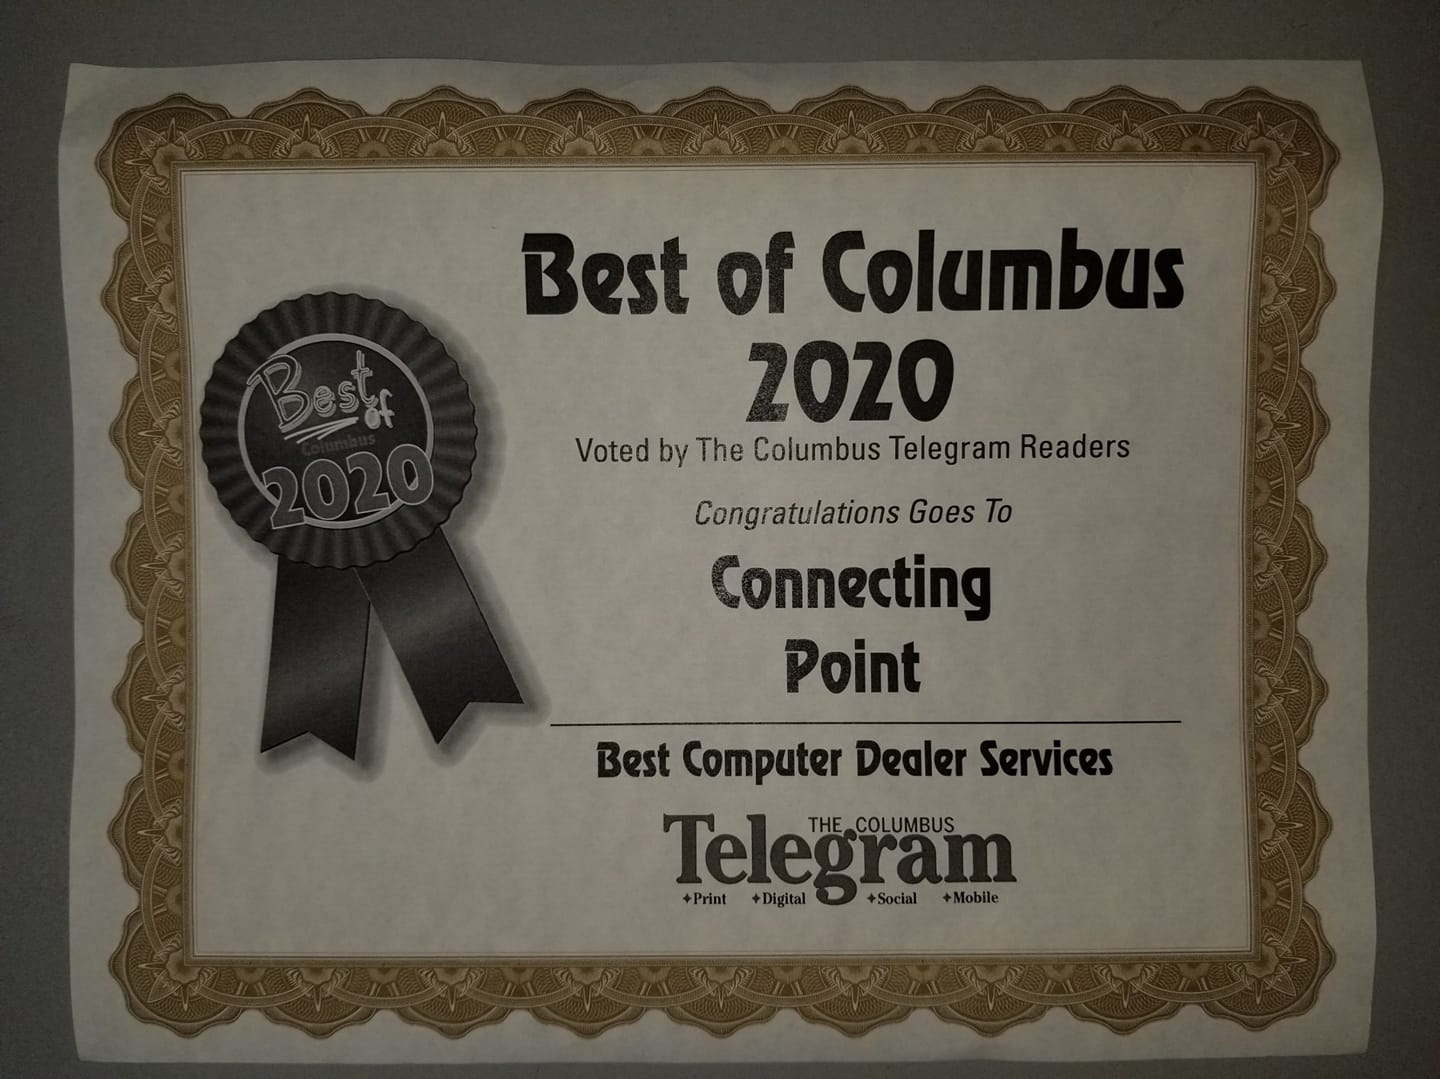 Best of Columbus
2020
Voted by The Columbus Telegram Readers
Congratulations Goes To
Connecting
Point
Best Computer Dealer Services
THE COLUMBUS
Telegram
✦Print ✦Digital ✦Social ✦Mobile
Best
of
Columbus
2020